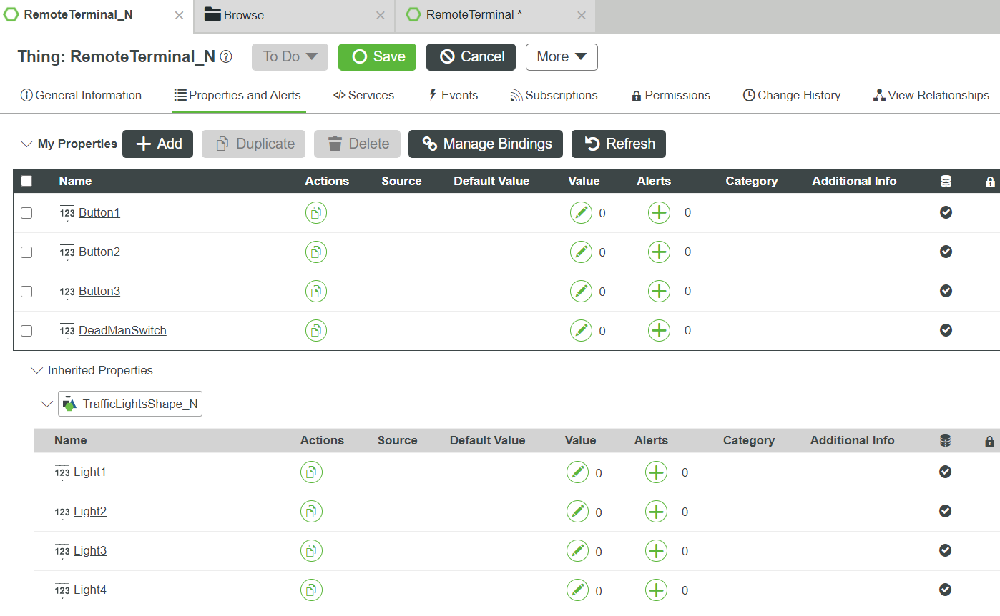 RemoteTerminal_N Browse RemoteTerminal *
Thing: RemoteTerminal_N ? To Do Save Cancel More
General Information Properties and Alerts </> Services Events Subscriptions Permissions Change History View Relationships
My Properties Add Duplicate Delete Manage Bindings Refresh
Name Actions Source Default Value Value Alerts Category Additional Info
123 Button1 0 0
123 Button2 0 0
123 Button3 0 0
123 DeadManSwitch 0 0
Inherited Properties
TrafficLightsShape_N
Name Actions Source Default Value Value Alerts Category Additional Info
123 Light1 0 0
123 Light2 0 0
123 Light3 0 0
123 Light4 0 0